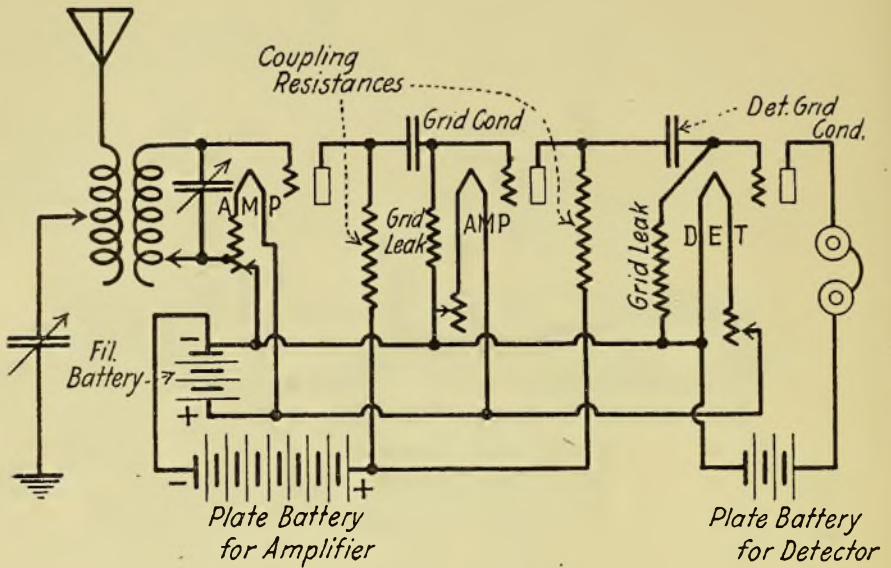 Coupling
Resistances
Grid Cond
Det. Grid
Cond.
AMP
Grid
Leak
AMP
Grid Leak
DET
Fil.
Battery
-
+
-
+
Plate Battery
for Amplifier
Plate Battery
for Detector